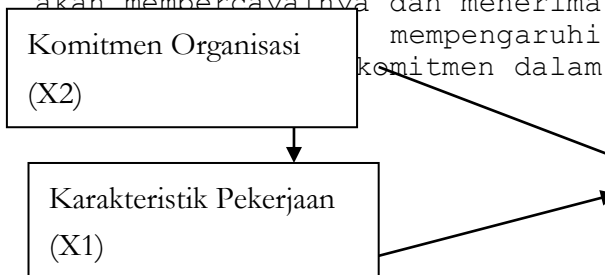 akan mempercayainya dan menerima
mempengaruhi
komitmen dalam
Komitmen Organisasi
(X2)
Karakteristik Pekerjaan
(X1)